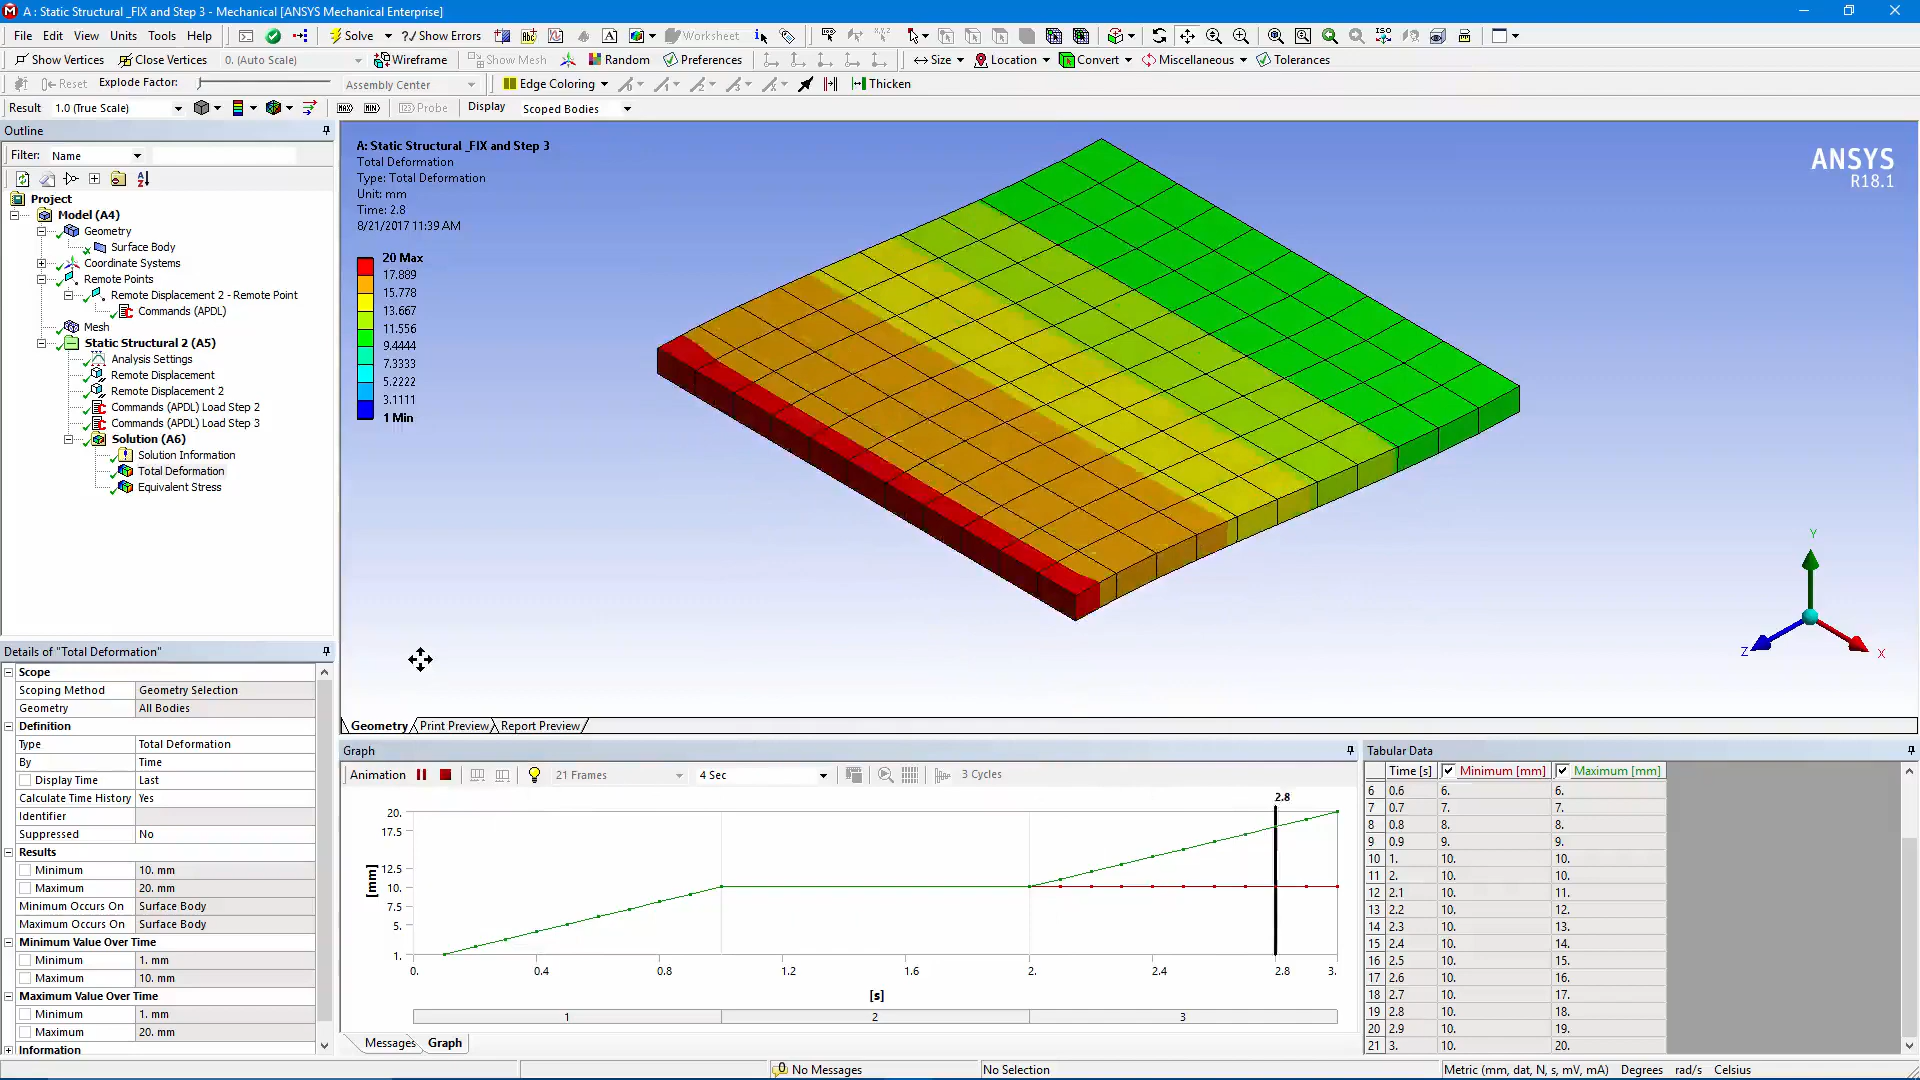 A : Static Structural _FIX and Step 3 - Mechanical [ANSYS Mechanical Enterprise]
File Edit View Units Tools Help Solve ?/Show Errors Worksheet
Show Vertices Close Vertices 0. (Auto Scale) Wireframe Show Mesh Random Preferences Size Location Convert Miscellaneous Tolerances
Reset Explode Factor: Assembly Center Edge Coloring Thicken
Result 1.0 (True Scale) MAX MIN Probe Display Scoped Bodies
Outline
Filter: Name
Project
Model (A4)
Geometry
Surface Body
Coordinate Systems
Remote Points
Remote Displacement 2 - Remote Point
Commands (APDL)
Mesh
Static Structural 2 (A5)
Analysis Settings
Remote Displacement
Remote Displacement 2
Commands (APDL) Load Step 2
Commands (APDL) Load Step 3
Solution (A6)
Solution Information
Total Deformation
Equivalent Stress
A: Static Structural _FIX and Step 3
Total Deformation
Type: Total Deformation
Unit: mm
Time: 2.8
8/21/2017 11:39 AM
20 Max
17.889
15.778
13.667
11.556
9.4444
7.3333
5.2222
3.1111
1 Min
ANSYS
R18.1
Y
Z
X
Geometry Print Preview Report Preview
Details of "Total Deformation"
Scope
Scoping Method Geometry Selection
Geometry All Bodies
Definition
Type Total Deformation
By Time
Display Time Last
Calculate Time History Yes
Identifier
Suppressed No
Results
Minimum 10. mm
Maximum 20. mm
Minimum Occurs On Surface Body
Maximum Occurs On Surface Body
Minimum Value Over Time
Minimum 1. mm
Maximum 10. mm
Maximum Value Over Time
Minimum 1. mm
Maximum 20. mm
Information
Graph
Animation 21 Frames 4 Sec 3 Cycles
2.8
20.
17.5
12.5
10.
7.5
5.
1.
[mm]
0. 0.4 0.8 1.2 1.6 2. 2.4 2.8 3.
[s]
1 2 3
Messages Graph
Tabular Data
Time [s] Minimum [mm] Maximum [mm]
6 0.6 6. 6.
7 0.7 7. 7.
8 0.8 8. 8.
9 0.9 9. 9.
10 1. 10. 10.
11 2. 10. 10.
12 2.1 10. 11.
13 2.2 10. 12.
14 2.3 10. 13.
15 2.4 10. 14.
16 2.5 10. 15.
17 2.6 10. 16.
18 2.7 10. 17.
19 2.8 10. 18.
20 2.9 10. 19.
21 3. 10. 20.
0 No Messages No Selection Metric (mm, dat, N, s, mV, mA) Degrees rad/s Celsius